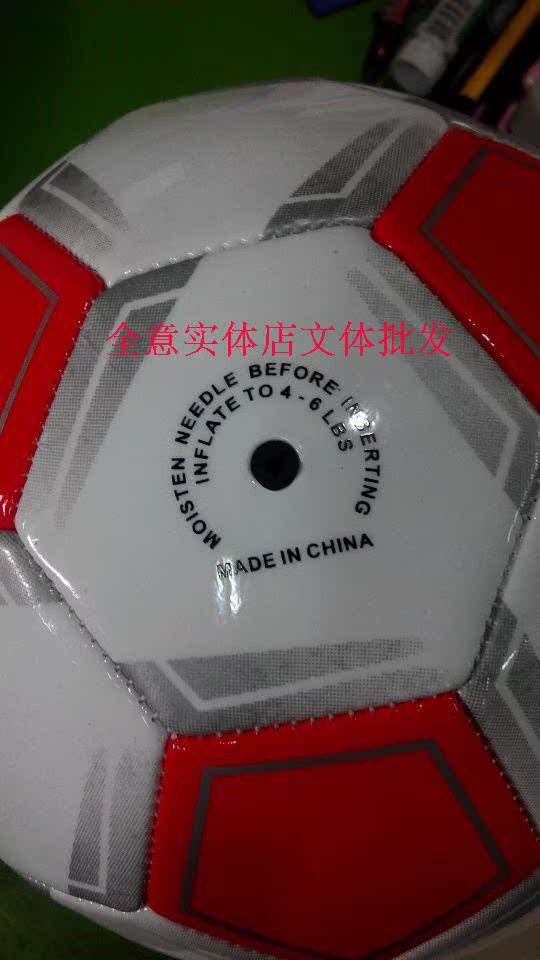 全意实体店文体批发
MOISTEN NEEDLE BEFORE INSERTING
INFLATE TO 4 - 6 LBS
MADE IN CHINA